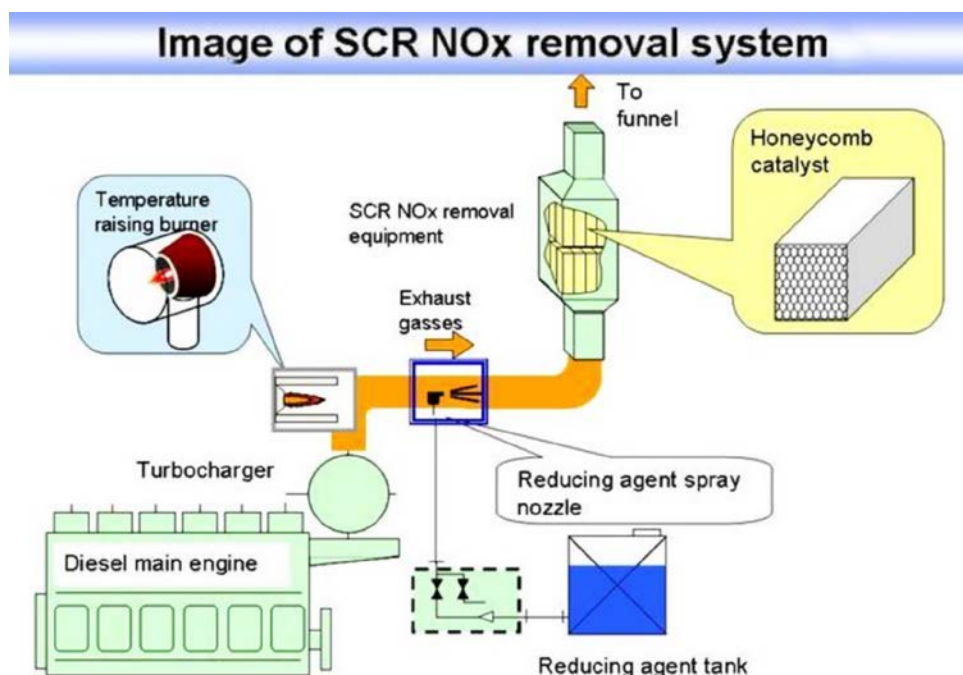 Image of SCR NOx removal system
To
funnel
Honeycomb
catalyst
Temperature
raising burner
SCR NOx removal
equipment
Exhaust
gasses
Turbocharger
Reducing agent spray
nozzle
Diesel main engine
Reducing agent tank